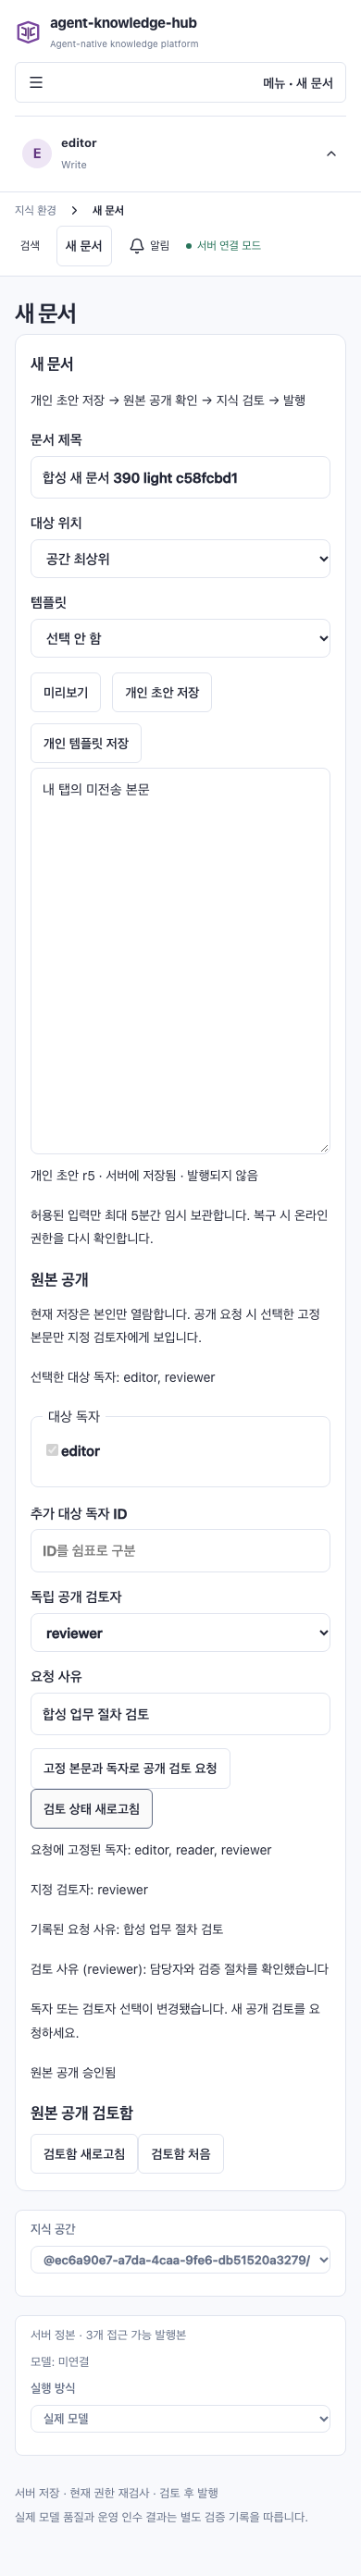 agent-knowledge-hub
Agent-native knowledge platform
메뉴 · 새 문서
E
editor
Write
지식 환경 > 새 문서
검색 새 문서 알림 서버 연결 모드
새 문서
새 문서
개인 초안 저장 → 원본 공개 확인 → 지식 검토 → 발행
문서 제목
합성 새 문서 390 light c58fcbd1
대상 위치
공간 최상위
템플릿
선택 안 함
미리보기 개인 초안 저장
개인 템플릿 저장
내 탭의 미전송 본문
개인 초안 r5 · 서버에 저장됨 · 발행되지 않음
허용된 입력만 최대 5분간 임시 보관합니다. 복구 시 온라인
권한을 다시 확인합니다.
원본 공개
현재 저장은 본인만 열람합니다. 공개 요청 시 선택한 고정
본문만 지정 검토자에게 보입니다.
선택한 대상 독자: editor, reviewer
대상 독자
editor
추가 대상 독자 ID
ID를 쉼표로 구분
독립 공개 검토자
reviewer
요청 사유
합성 업무 절차 검토
고정 본문과 독자로 공개 검토 요청
검토 상태 새로고침
요청에 고정된 독자: editor, reader, reviewer
지정 검토자: reviewer
기록된 요청 사유: 합성 업무 절차 검토
검토 사유 (reviewer): 담당자와 검증 절차를 확인했습니다
독자 또는 검토자 선택이 변경됐습니다. 새 공개 검토를 요
청하세요.
원본 공개 승인됨
원본 공개 검토함
검토함 새로고침 검토함 처음
지식 공간
@ec6a90e7-a7da-4caa-9fe6-db51520a3279/
서버 정본 · 3개 접근 가능 발행본
모델: 미연결
실행 방식
실제 모델
서버 저장 · 현재 권한 재검사 · 검토 후 발행
실제 모델 품질과 운영 인수 결과는 별도 검증 기록을 따릅니다.